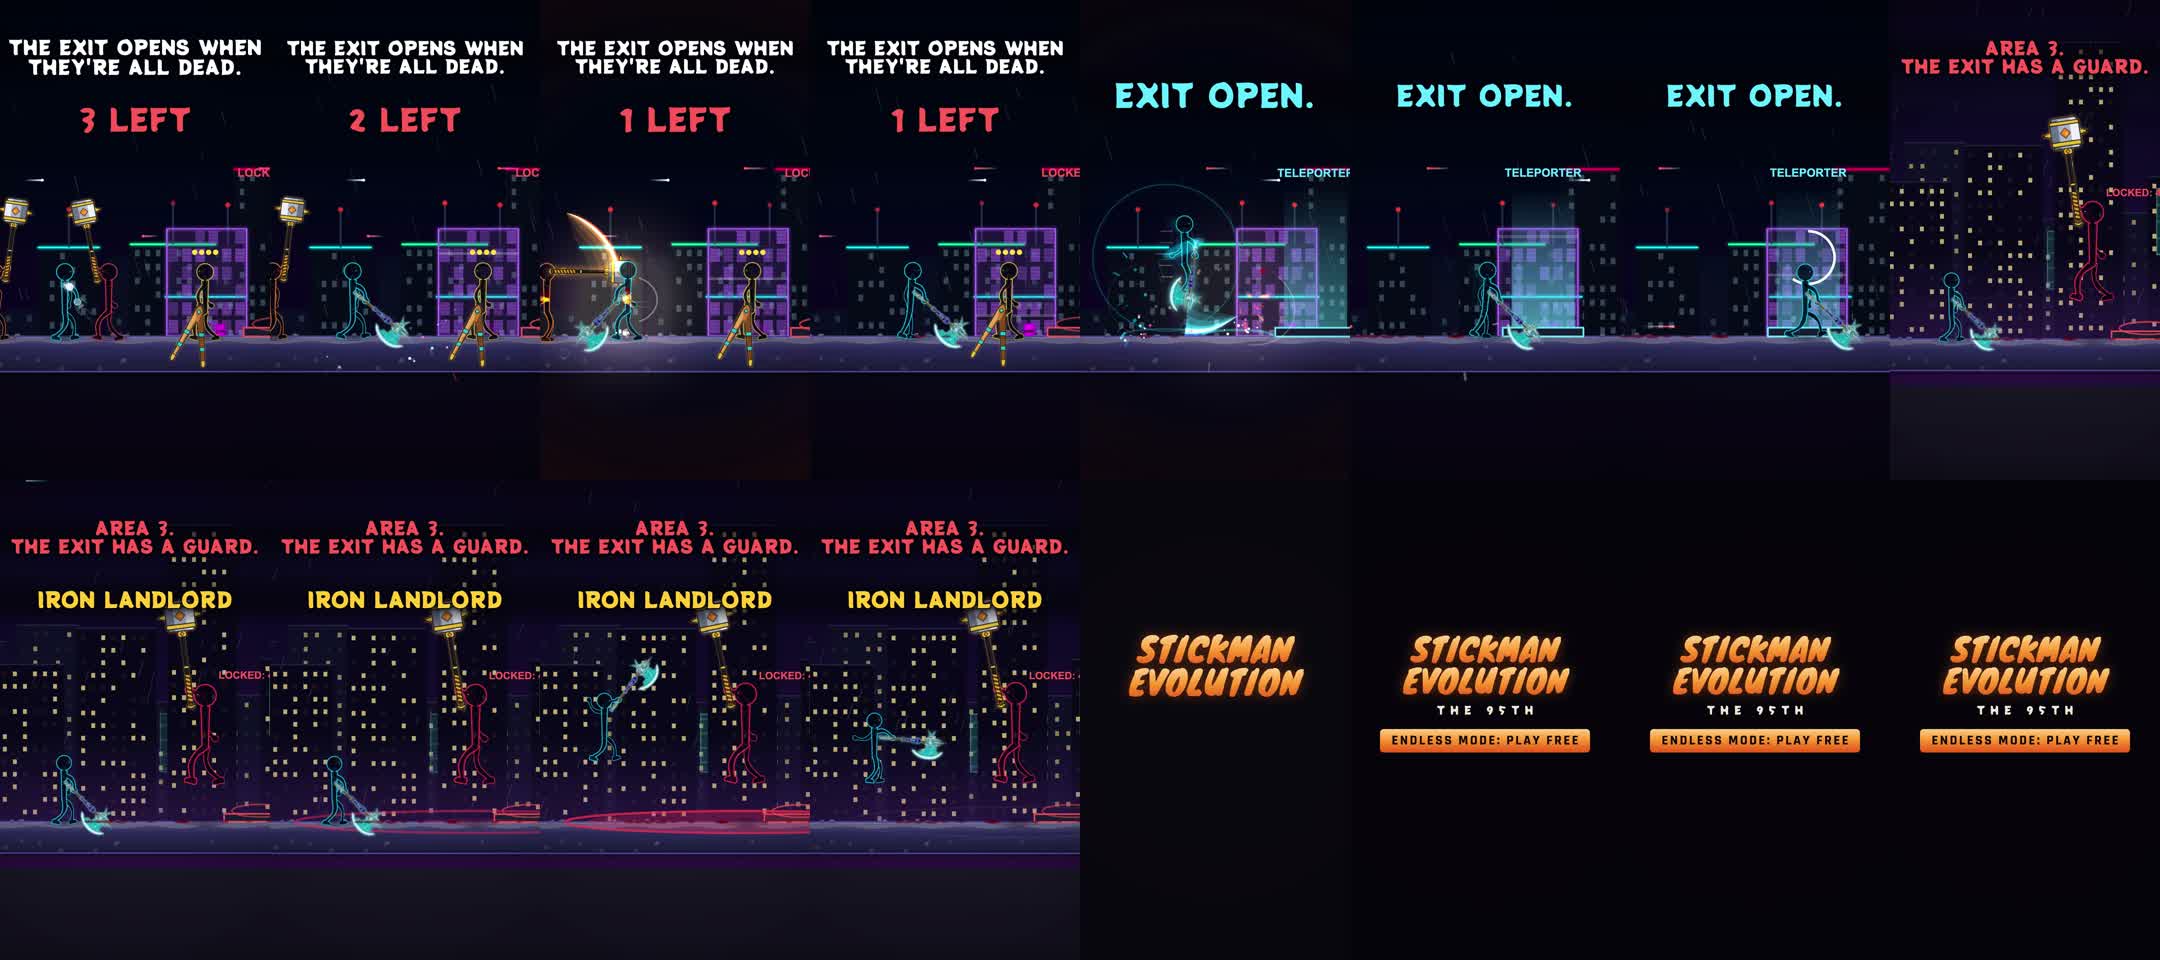 THE EXIT OPENS WHEN
THEY'RE ALL DEAD.
3 LEFT
LOCK
THE EXIT OPENS WHEN
THEY'RE ALL DEAD.
2 LEFT
LOC
THE EXIT OPENS WHEN
THEY'RE ALL DEAD.
1 LEFT
LOC
THE EXIT OPENS WHEN
THEY'RE ALL DEAD.
1 LEFT
LOCKE
EXIT OPEN.
TELEPORTER
EXIT OPEN.
TELEPORTER
EXIT OPEN.
TELEPORTER
AREA 3.
THE EXIT HAS A GUARD.
LOCKED:
AREA 3.
THE EXIT HAS A GUARD.
IRON LANDLORD
LOCKED:
AREA 3.
THE EXIT HAS A GUARD.
IRON LANDLORD
LOCKED:
AREA 3.
THE EXIT HAS A GUARD.
IRON LANDLORD
LOCKED:
AREA 3.
THE EXIT HAS A GUARD.
IRON LANDLORD
LOCKED:
STICKMAN
EVOLUTION
STICKMAN
EVOLUTION
THE 95TH
ENDLESS MODE: PLAY FREE
STICKMAN
EVOLUTION
THE 95TH
ENDLESS MODE: PLAY FREE
STICKMAN
EVOLUTION
THE 95TH
ENDLESS MODE: PLAY FREE